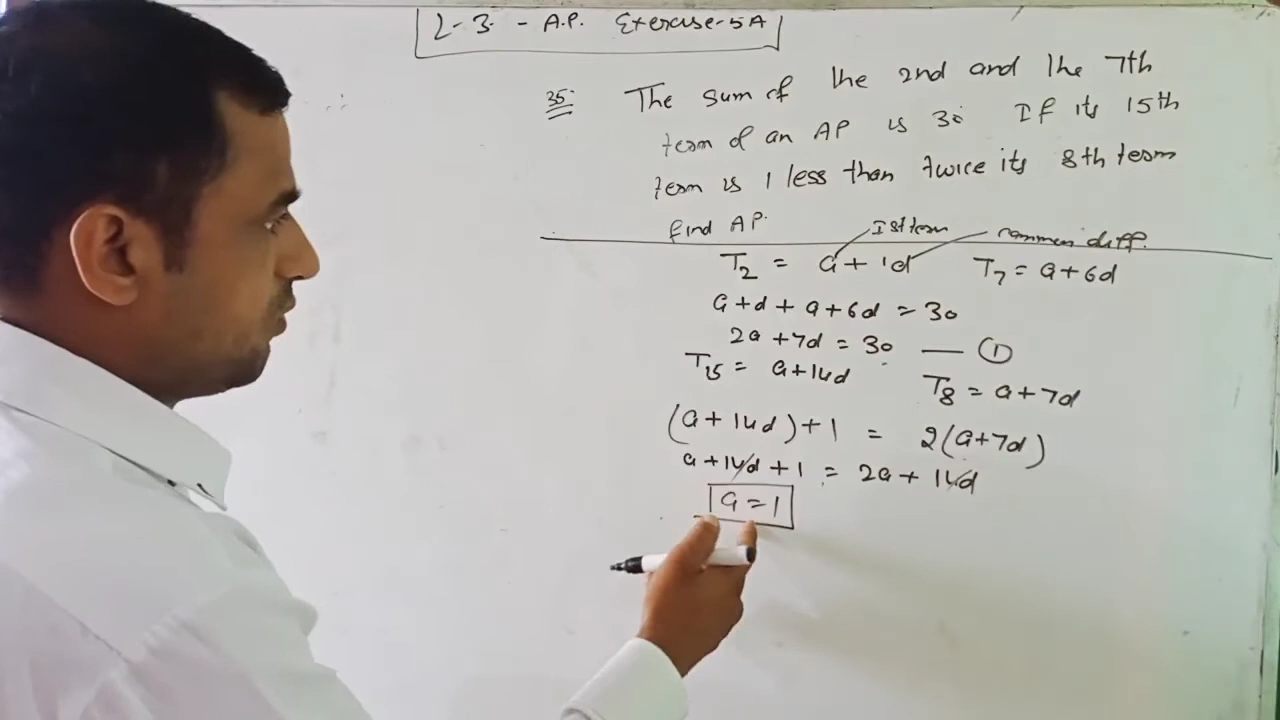 L-3 - A.P. Exercise-5A
35. The sum of the 2nd and the 7th
term of an AP is 30 If its 15th
term is 1 less than twice its 8th term
find AP.
Ist term common diff.
T2 = a + 1d T7 = a + 6d
a + d + a + 6d = 30
2a + 7d = 30 — ①
T15 = a + 14d T8 = a + 7d
(a + 14d) + 1 = 2(a + 7d)
a + 14d + 1 = 2a + 14d
a = 1